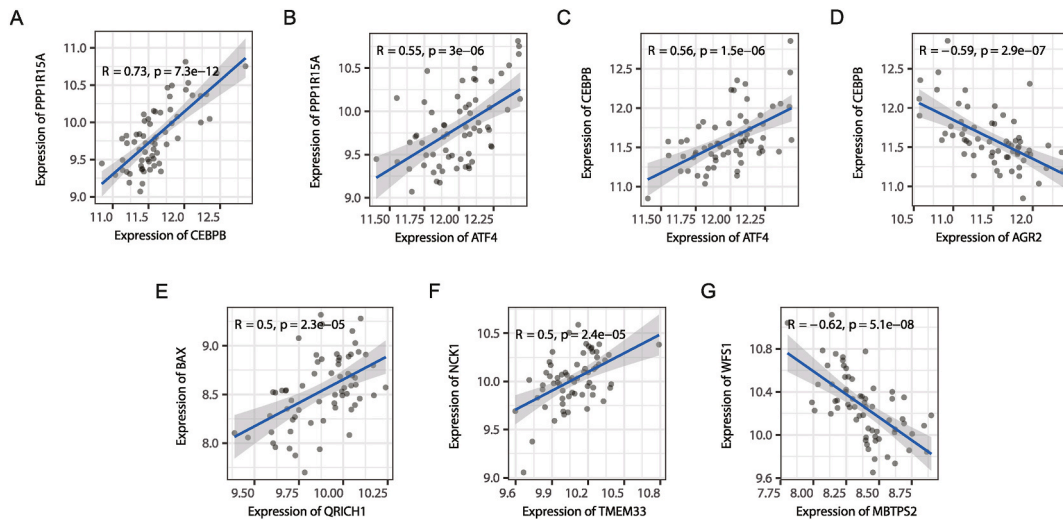 A
R = 0.73, p = 7.3e−12
Expression of PPP1R15A
11.0
10.5
10.0
9.5
9.0
11.0 11.5 12.0 12.5
Expression of CEBPB
B
R = 0.55, p = 3e−06
Expression of PPP1R15A
10.5
10.0
9.5
9.0
11.50 11.75 12.00 12.25
Expression of ATF4
C
R = 0.56, p = 1.5e−06
Expression of CEBPB
12.5
12.0
11.5
11.0
11.50 11.75 12.00 12.25
Expression of ATF4
D
R = −0.59, p = 2.9e−07
Expression of CEBPB
12.5
12.0
11.5
11.0
10.5 11.0 11.5 12.0
Expression of AGR2
E
R = 0.5, p = 2.3e−05
Expression of BAX
9.0
8.5
8.0
9.50 9.75 10.00 10.25
Expression of QRICH1
F
R = 0.5, p = 2.4e−05
Expression of NCK1
10.5
10.0
9.5
9.0
9.6 9.9 10.2 10.5 10.8
Expression of TMEM33
G
R = −0.62, p = 5.1e−08
Expression of WFS1
10.8
10.4
10.0
9.6
7.75 8.00 8.25 8.50 8.75
Expression of MBTPS2